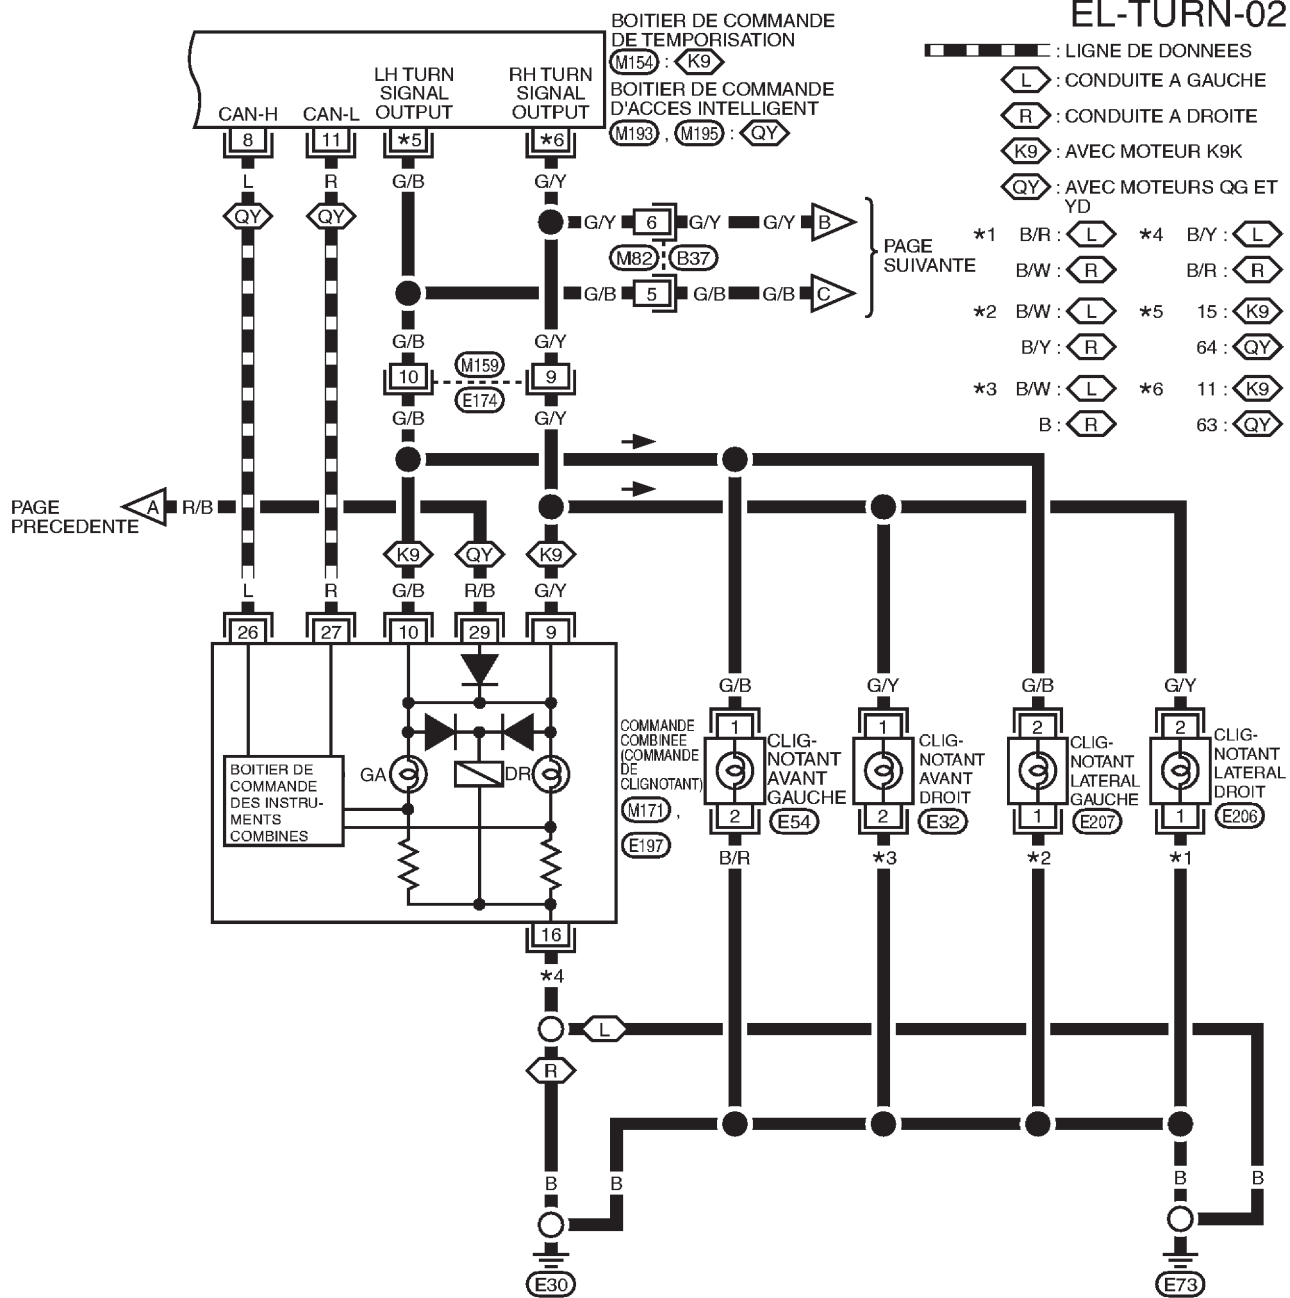 EL-TURN-02
BOITIER DE COMMANDE
DE TEMPORISATION
M154 : K9
BOITIER DE COMMANDE
D'ACCES INTELLIGENT
M193 , M195 : QY
: LIGNE DE DONNEES
L : CONDUITE A GAUCHE
R : CONDUITE A DROITE
K9 : AVEC MOTEUR K9K
QY : AVEC MOTEURS QG ET
YD
*1 B/R : L *4 B/Y : L
B/W : R B/R : R
*2 B/W : L *5 15 : K9
B/Y : R 64 : QY
*3 B/W : L *6 11 : K9
B : R 63 : QY
LH TURN
SIGNAL
OUTPUT
RH TURN
SIGNAL
OUTPUT
CAN-H CAN-L
8 11 *5 *6
L R G/B G/Y
QY QY
G/Y 6 G/Y G/Y B
M82 B37
G/B 5 G/B G/B C
PAGE
SUIVANTE
G/B G/Y
10 M159 9
E174
G/B G/Y
PAGE
PRECEDENTE
A R/B
K9 QY K9
L R G/B R/B G/Y
26 27 10 29 9
BOITIER DE
COMMANDE
DES INSTRU-
MENTS
COMBINES
GA DR
COMMANDE
COMBINEE
(COMMANDE
DE
CLIGNOTANT)
M171 ,
E197
G/B G/Y G/B G/Y
1 1 2 2
CLIG-
NOTANT
AVANT
GAUCHE
E54
CLIG-
NOTANT
AVANT
DROIT
E32
CLIG-
NOTANT
LATERAL
GAUCHE
E207
CLIG-
NOTANT
LATERAL
DROIT
E206
2 2 1 1
B/R *3 *2 *1
16
*4
L
R
B B B B
E30 E73